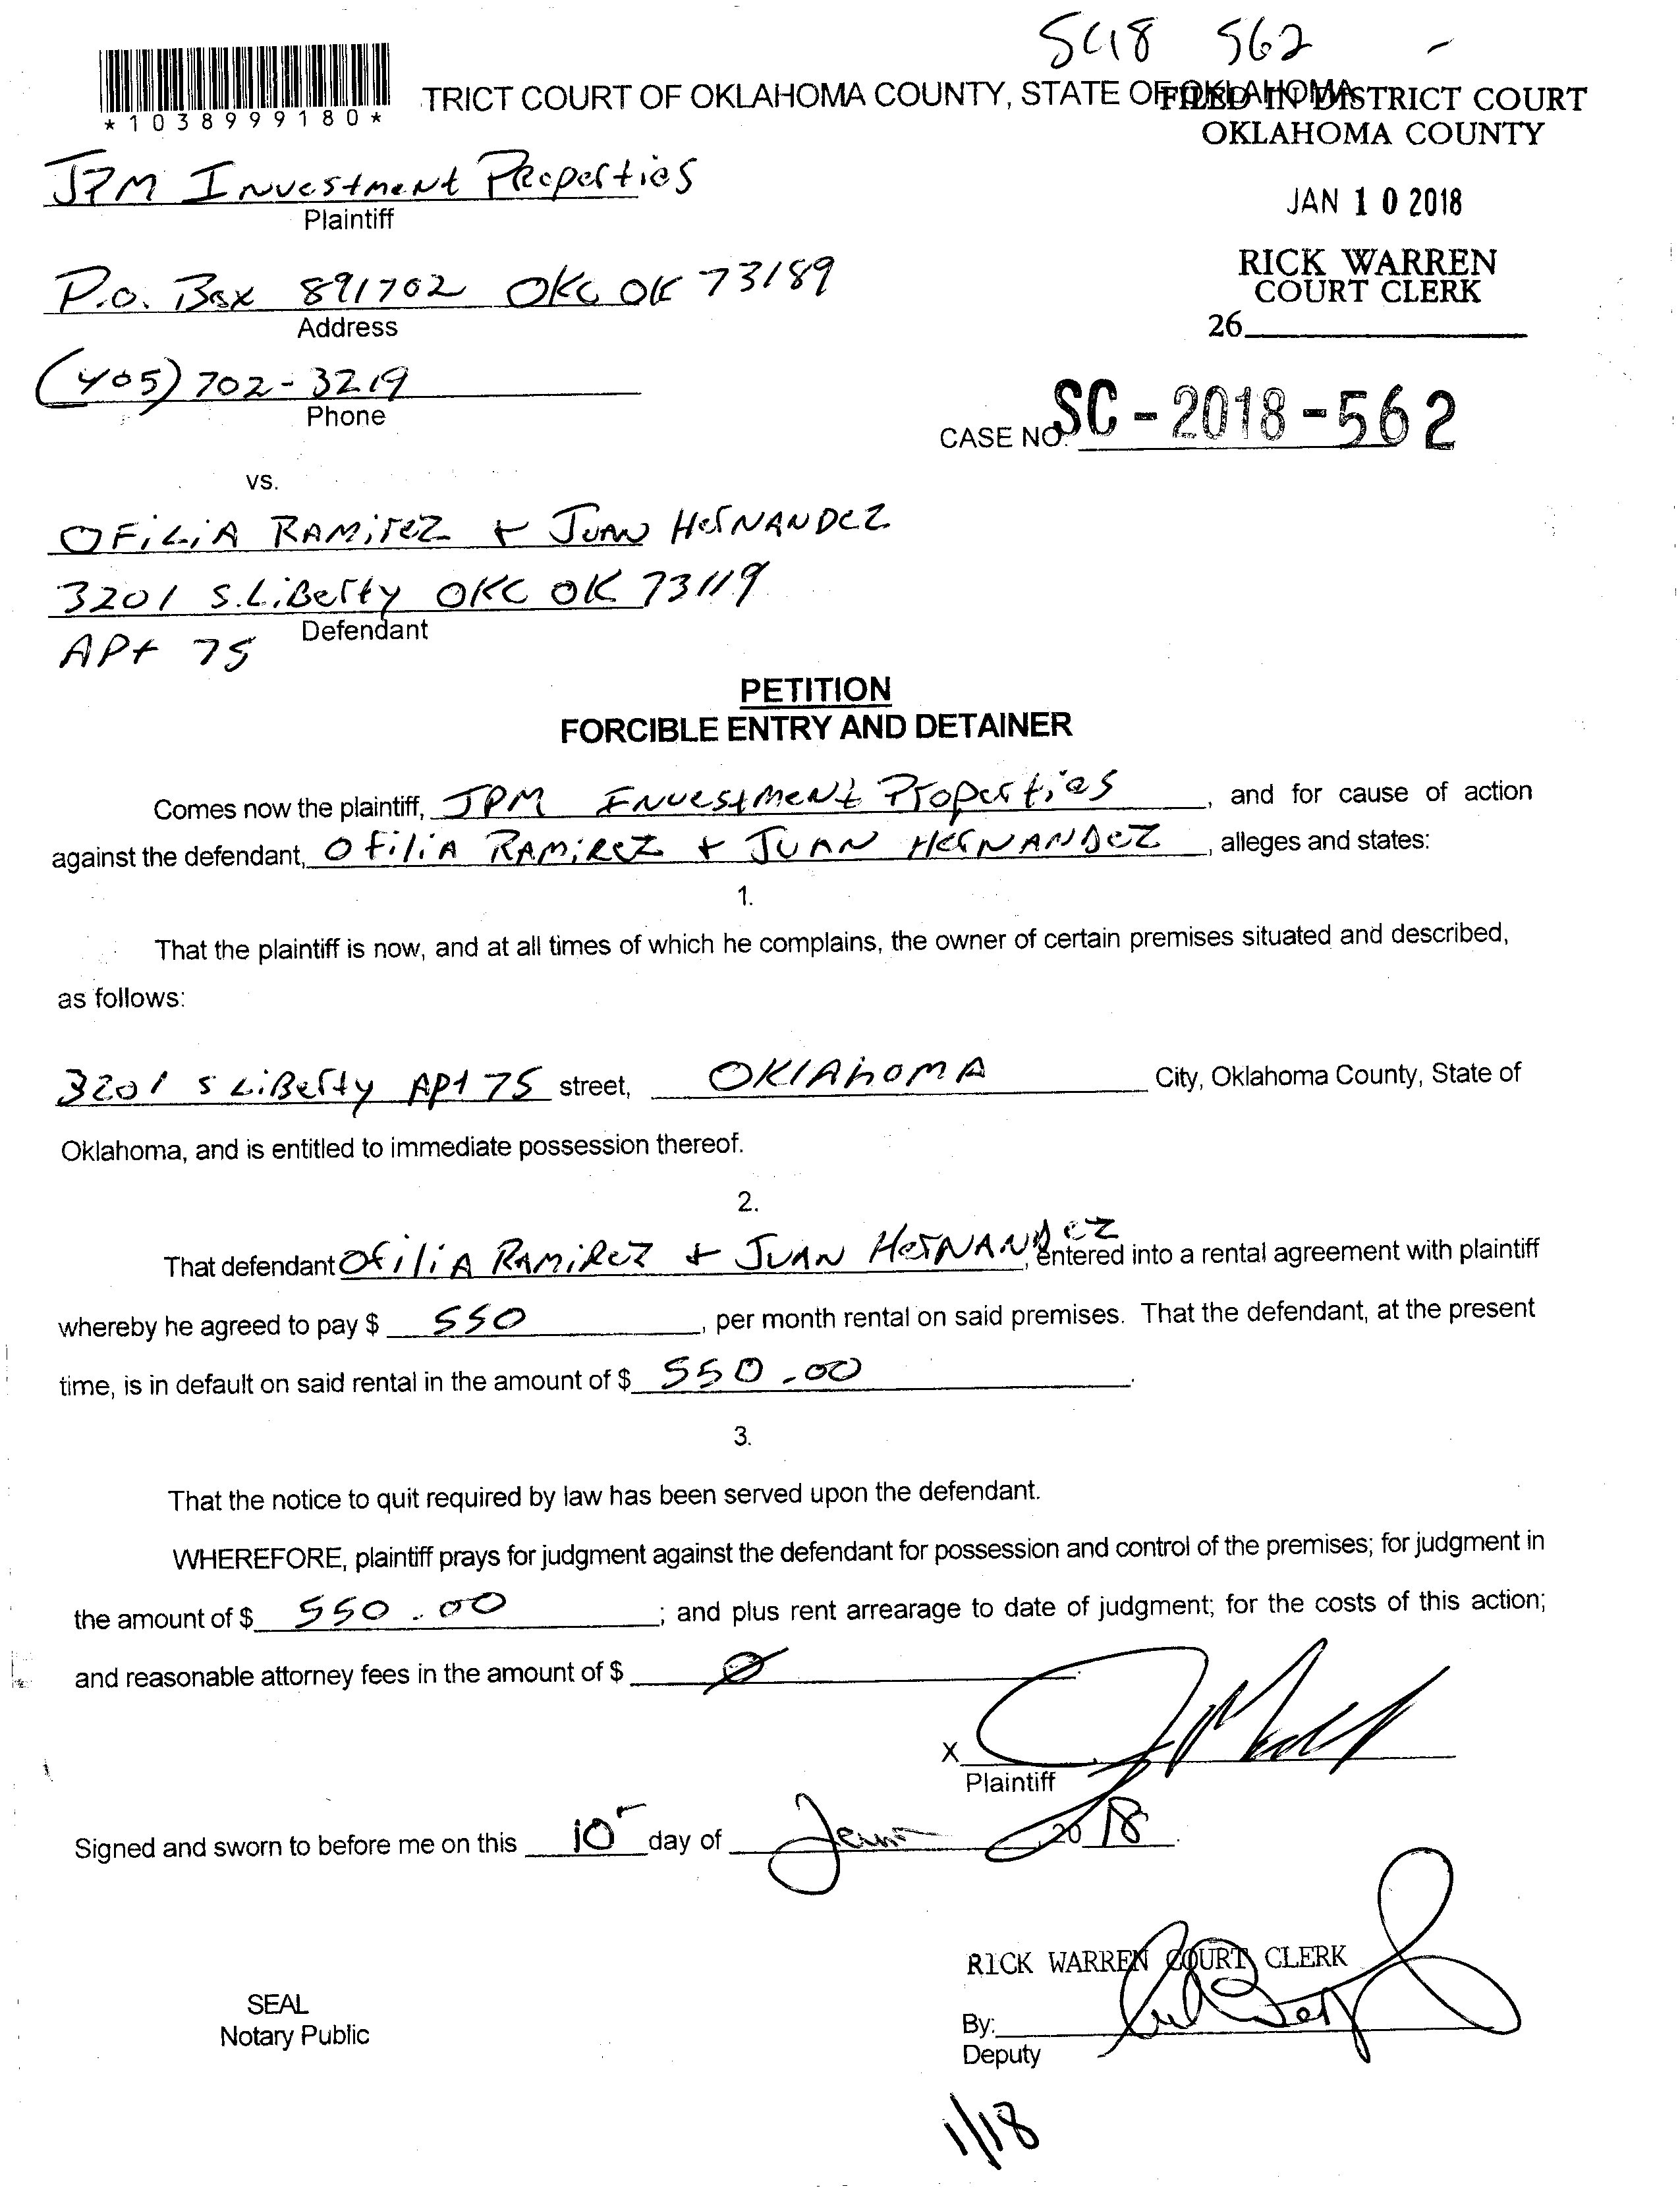 SC18 562 -
*1038999180*
TRICT COURT OF OKLAHOMA COUNTY, STATE OF OKLAHOMA
FILED IN DISTRICT COURT
OKLAHOMA COUNTY
JPM Investment Properties
Plaintiff
JAN 10 2018
P.O. Box 891702 OKC OK 73189
Address
RICK WARREN
COURT CLERK
26
(405) 702-3219
Phone
CASE NO. SC-2018-562
vs.
OFiLiA RAMirez + JUAN HerNANDez
3201 S. LiBerty OKC OK 73119
Defendant
APt 75
PETITION
FORCIBLE ENTRY AND DETAINER
Comes now the plaintiff, JPM Investment Properties, and for cause of action
against the defendant, OfiliA RAMiRez + JUAN HerNANDez, alleges and states:
1.
That the plaintiff is now, and at all times of which he complains, the owner of certain premises situated and described,
as follows:
3201 S LiBerty APt 75 street, OKlAhOMA City, Oklahoma County, State of
Oklahoma, and is entitled to immediate possession thereof.
2.
That defendant OfiliA RAMiRez + JUAN HerNANDez, entered into a rental agreement with plaintiff
whereby he agreed to pay $ 550, per month rental on said premises. That the defendant, at the present
time, is in default on said rental in the amount of $ 550.00.
3.
That the notice to quit required by law has been served upon the defendant.
WHEREFORE, plaintiff prays for judgment against the defendant for possession and control of the premises; for judgment in
the amount of $ 550.00; and plus rent arrearage to date of judgment; for the costs of this action;
and reasonable attorney fees in the amount of $ Ø.
X
Plaintiff
Signed and sworn to before me on this 10 day of Jan, 2018.
RICK WARREN COURT CLERK
SEAL
Notary Public
By:
Deputy
1/18